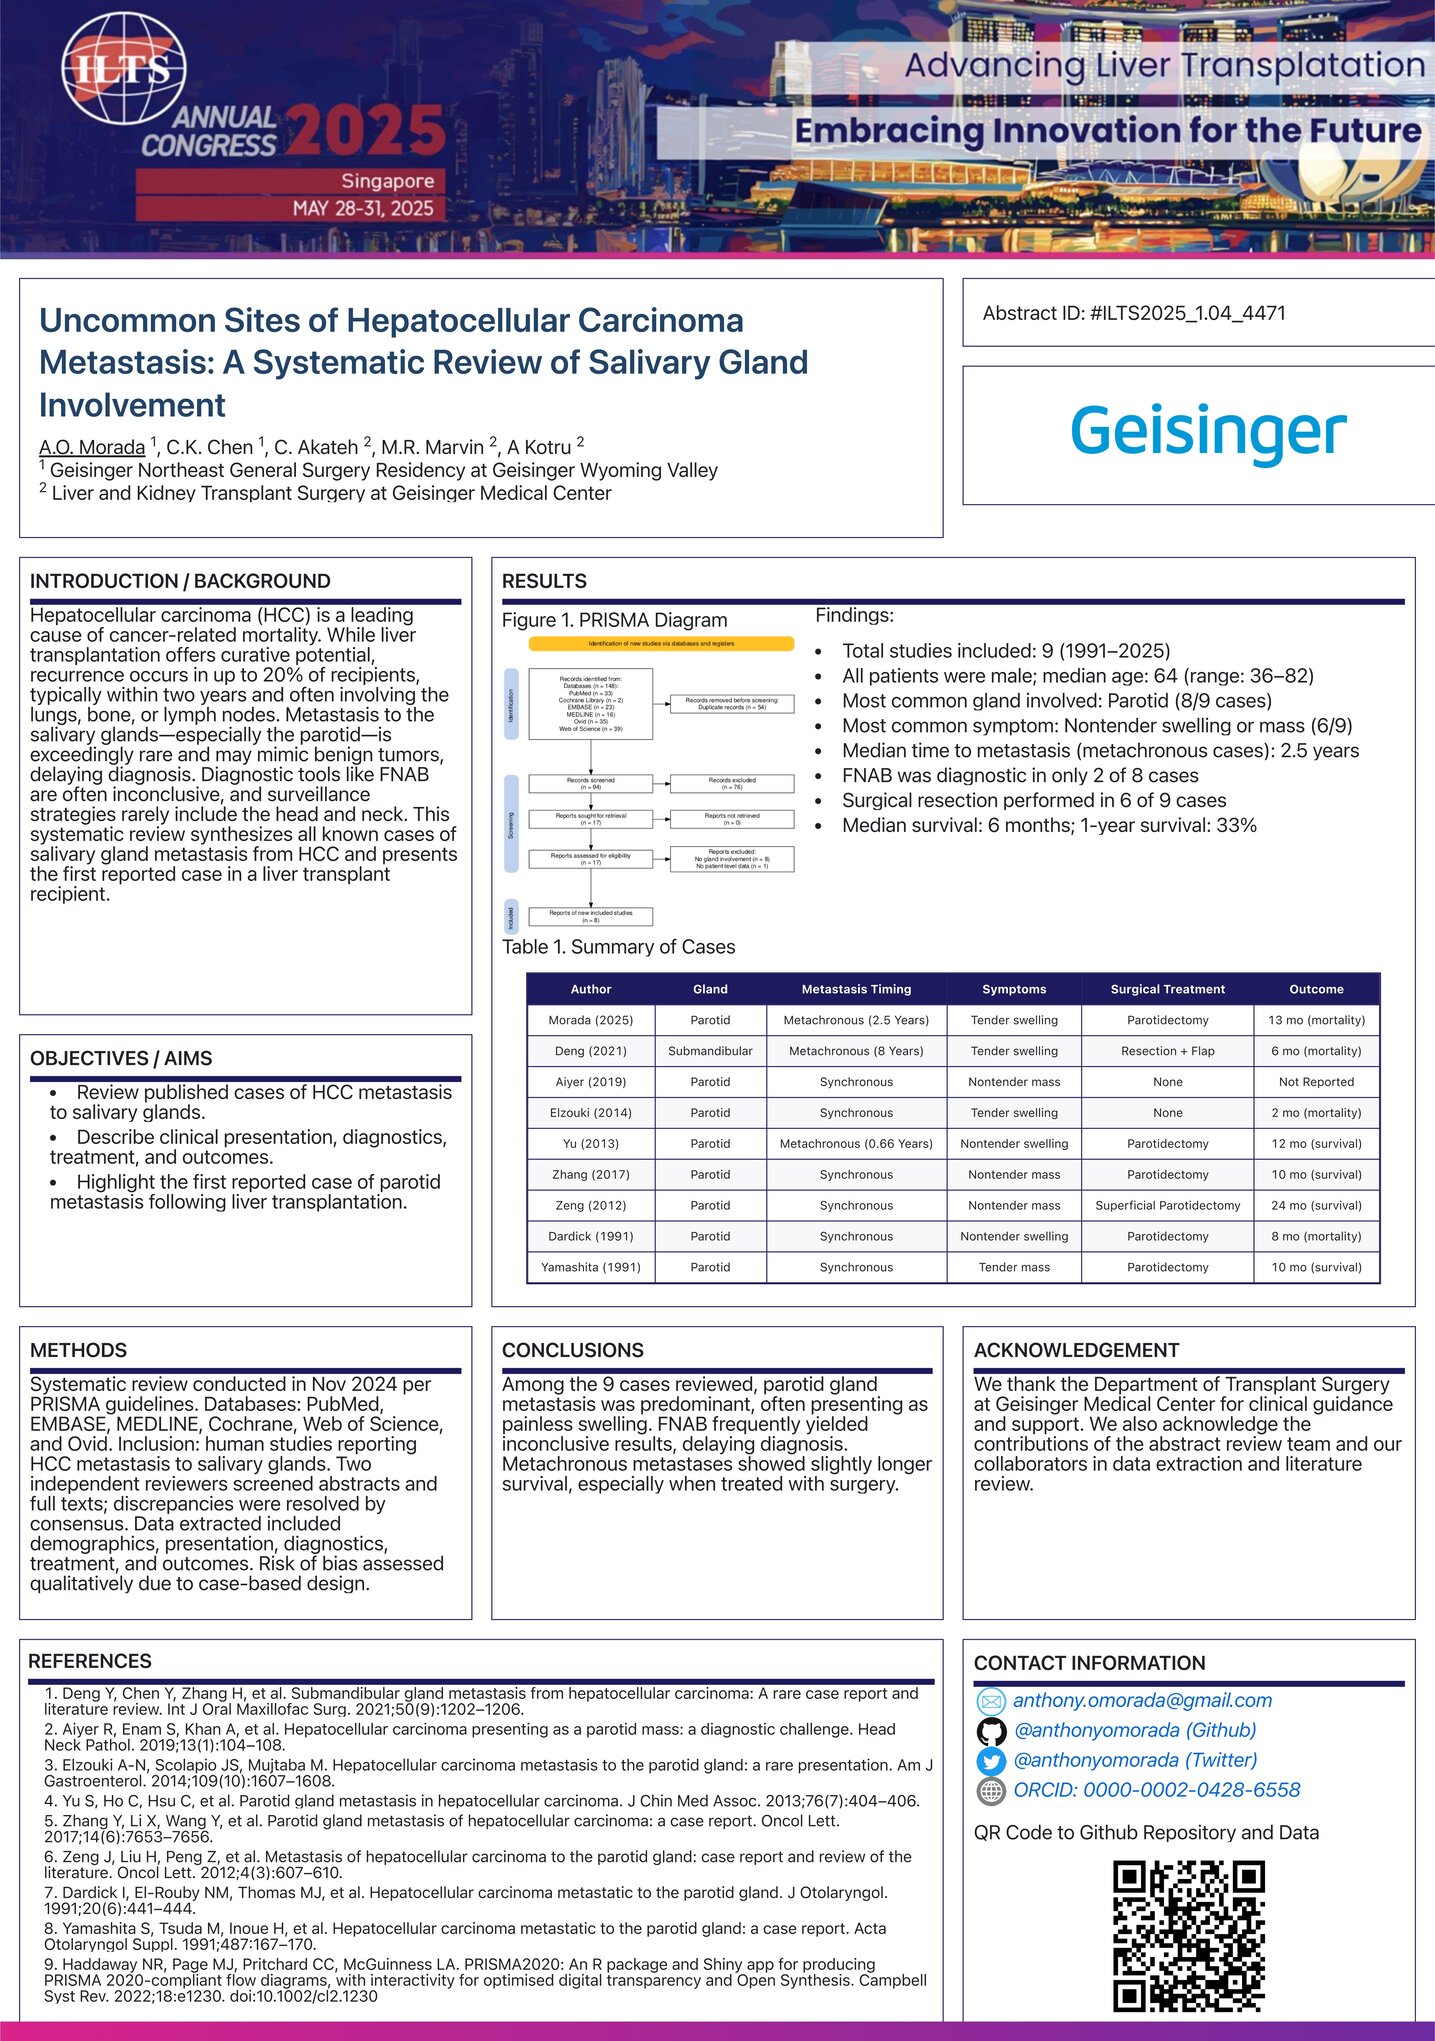 ILTS
ANNUAL
CONGRESS 2025
Singapore
MAY 28-31, 2025
Advancing Liver Transplatation
Embracing Innovation for the Future
Uncommon Sites of Hepatocellular Carcinoma
Metastasis: A Systematic Review of Salivary Gland
Involvement
A.O. Morada 1, C.K. Chen 1, C. Akateh 2, M.R. Marvin 2, A Kotru 2
1 Geisinger Northeast General Surgery Residency at Geisinger Wyoming Valley
2 Liver and Kidney Transplant Surgery at Geisinger Medical Center
Abstract ID: #ILTS2025_1.04_4471
Geisinger
INTRODUCTION / BACKGROUND
Hepatocellular carcinoma (HCC) is a leading
cause of cancer-related mortality. While liver
transplantation offers curative potential,
recurrence occurs in up to 20% of recipients,
typically within two years and often involving the
lungs, bone, or lymph nodes. Metastasis to the
salivary glands—especially the parotid—is
exceedingly rare and may mimic benign tumors,
delaying diagnosis. Diagnostic tools like FNAB
are often inconclusive, and surveillance
strategies rarely include the head and neck. This
systematic review synthesizes all known cases of
salivary gland metastasis from HCC and presents
the first reported case in a liver transplant
recipient.
OBJECTIVES / AIMS
• Review published cases of HCC metastasis
to salivary glands.
• Describe clinical presentation, diagnostics,
treatment, and outcomes.
• Highlight the first reported case of parotid
metastasis following liver transplantation.
RESULTS
Figure 1. PRISMA Diagram
Identification of new studies via databases and registers
Identification
Records identified from:
Databases (n = 148):
PubMed (n = 33)
Cochrane Library (n = 2)
EMBASE (n = 23)
MEDLINE (n = 16)
Ovid (n = 35)
Web of Science (n = 39)
Records removed before screening:
Duplicate records (n = 54)
Screening
Records screened
(n = 94)
Records excluded
(n = 76)
Reports sought for retrieval
(n = 17)
Reports not retrieved
(n = 0)
Reports assessed for eligibility
(n = 17)
Reports excluded:
No gland involvement (n = 8)
No patient level data (n = 1)
Included
Reports of new included studies
(n = 8)
Findings:
• Total studies included: 9 (1991–2025)
• All patients were male; median age: 64 (range: 36–82)
• Most common gland involved: Parotid (8/9 cases)
• Most common symptom: Nontender swelling or mass (6/9)
• Median time to metastasis (metachronous cases): 2.5 years
• FNAB was diagnostic in only 2 of 8 cases
• Surgical resection performed in 6 of 9 cases
• Median survival: 6 months; 1-year survival: 33%
Table 1. Summary of Cases
Author Gland Metastasis Timing Symptoms Surgical Treatment Outcome
Morada (2025) Parotid Metachronous (2.5 Years) Tender swelling Parotidectomy 13 mo (mortality)
Deng (2021) Submandibular Metachronous (8 Years) Tender swelling Resection + Flap 6 mo (mortality)
Aiyer (2019) Parotid Synchronous Nontender mass None Not Reported
Elzouki (2014) Parotid Synchronous Tender swelling None 2 mo (mortality)
Yu (2013) Parotid Metachronous (0.66 Years) Nontender swelling Parotidectomy 12 mo (survival)
Zhang (2017) Parotid Synchronous Nontender mass Parotidectomy 10 mo (survival)
Zeng (2012) Parotid Synchronous Nontender mass Superficial Parotidectomy 24 mo (survival)
Dardick (1991) Parotid Synchronous Nontender swelling Parotidectomy 8 mo (mortality)
Yamashita (1991) Parotid Synchronous Tender mass Parotidectomy 10 mo (survival)
METHODS
Systematic review conducted in Nov 2024 per
PRISMA guidelines. Databases: PubMed,
EMBASE, MEDLINE, Cochrane, Web of Science,
and Ovid. Inclusion: human studies reporting
HCC metastasis to salivary glands. Two
independent reviewers screened abstracts and
full texts; discrepancies were resolved by
consensus. Data extracted included
demographics, presentation, diagnostics,
treatment, and outcomes. Risk of bias assessed
qualitatively due to case-based design.
CONCLUSIONS
Among the 9 cases reviewed, parotid gland
metastasis was predominant, often presenting as
painless swelling. FNAB frequently yielded
inconclusive results, delaying diagnosis.
Metachronous metastases showed slightly longer
survival, especially when treated with surgery.
ACKNOWLEDGEMENT
We thank the Department of Transplant Surgery
at Geisinger Medical Center for clinical guidance
and support. We also acknowledge the
contributions of the abstract review team and our
collaborators in data extraction and literature
review.
REFERENCES
1. Deng Y, Chen Y, Zhang H, et al. Submandibular gland metastasis from hepatocellular carcinoma: A rare case report and
literature review. Int J Oral Maxillofac Surg. 2021;50(9):1202–1206.
2. Aiyer R, Enam S, Khan A, et al. Hepatocellular carcinoma presenting as a parotid mass: a diagnostic challenge. Head
Neck Pathol. 2019;13(1):104–108.
3. Elzouki A-N, Scolapio JS, Mujtaba M. Hepatocellular carcinoma metastasis to the parotid gland: a rare presentation. Am J
Gastroenterol. 2014;109(10):1607–1608.
4. Yu S, Ho C, Hsu C, et al. Parotid gland metastasis in hepatocellular carcinoma. J Chin Med Assoc. 2013;76(7):404–406.
5. Zhang Y, Li X, Wang Y, et al. Parotid gland metastasis of hepatocellular carcinoma: a case report. Oncol Lett.
2017;14(6):7653–7656.
6. Zeng J, Liu H, Peng Z, et al. Metastasis of hepatocellular carcinoma to the parotid gland: case report and review of the
literature. Oncol Lett. 2012;4(3):607–610.
7. Dardick I, El-Rouby NM, Thomas MJ, et al. Hepatocellular carcinoma metastatic to the parotid gland. J Otolaryngol.
1991;20(6):441–444.
8. Yamashita S, Tsuda M, Inoue H, et al. Hepatocellular carcinoma metastatic to the parotid gland: a case report. Acta
Otolaryngol Suppl. 1991;487:167–170.
9. Haddaway NR, Page MJ, Pritchard CC, McGuinness LA. PRISMA2020: An R package and Shiny app for producing
PRISMA 2020-compliant flow diagrams, with interactivity for optimised digital transparency and Open Synthesis. Campbell
Syst Rev. 2022;18:e1230. doi:10.1002/cl2.1230
CONTACT INFORMATION
anthony.omorada@gmail.com
@anthonyomorada (Github)
@anthonyomorada (Twitter)
ORCID: 0000-0002-0428-6558
QR Code to Github Repository and Data